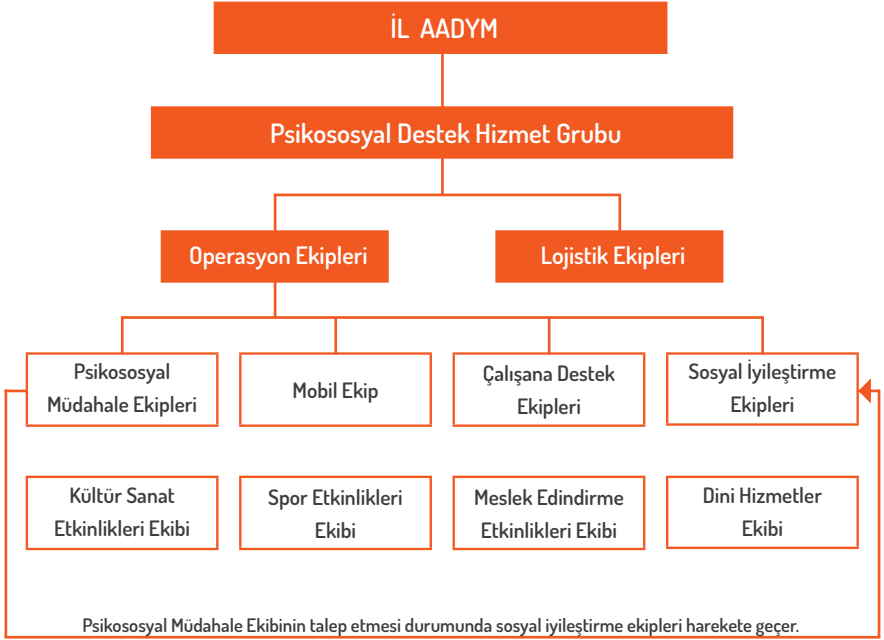 İL AADYM
Psikososyal Destek Hizmet Grubu
Operasyon Ekipleri
Lojistik Ekipleri
Psikososyal
Müdahale Ekipleri
Mobil Ekip
Çalışana Destek
Ekipleri
Sosyal İyileştirme
Ekipleri
Kültür Sanat
Etkinlikleri Ekibi
Spor Etkinlikleri
Ekibi
Meslek Edindirme
Etkinlikleri Ekibi
Dini Hizmetler
Ekibi
Psikososyal Müdahale Ekibinin talep etmesi durumunda sosyal iyileştirme ekipleri harekete geçer.